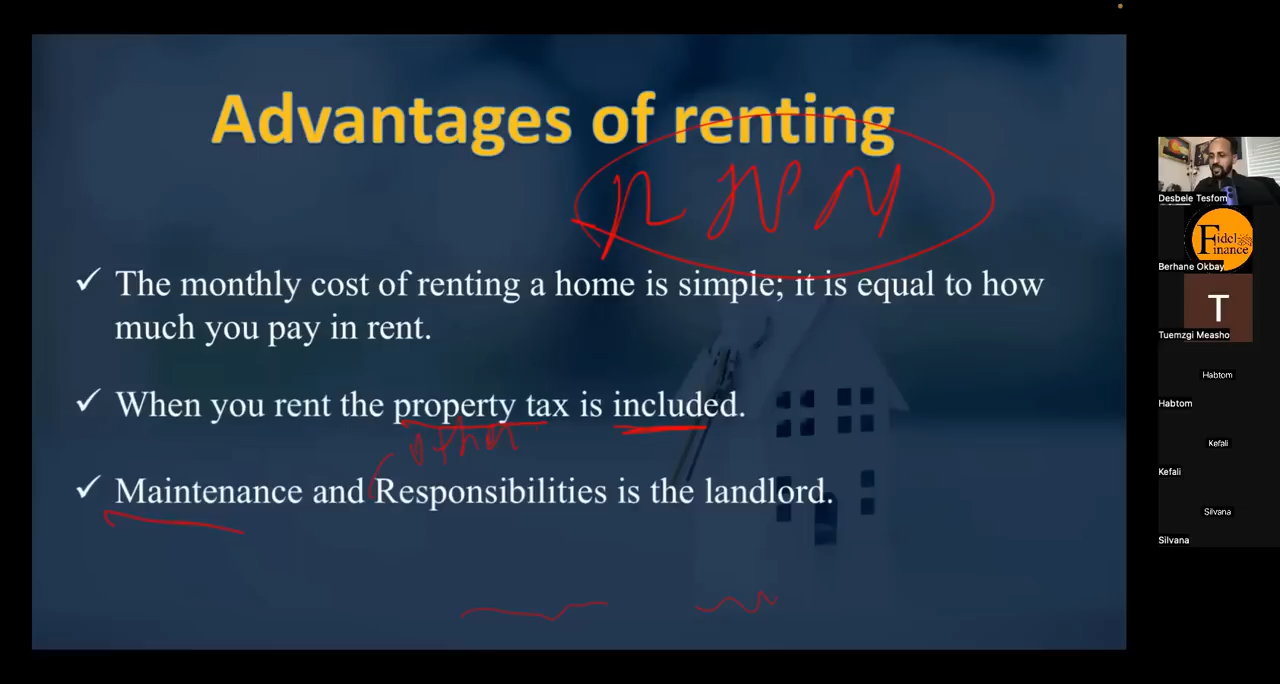 Advantages of renting
The monthly cost of renting a home is simple; it is equal to how
much you pay in rent.
When you rent the property tax is included.
other
Maintenance and Responsibilities is the landlord.
Desbele Tesfom
Fidel
Finance
Berhane Okbay
T
Tuemzgi Measho
Habtom
Habtom
Kefali
Kefali
Silvana
Silvana